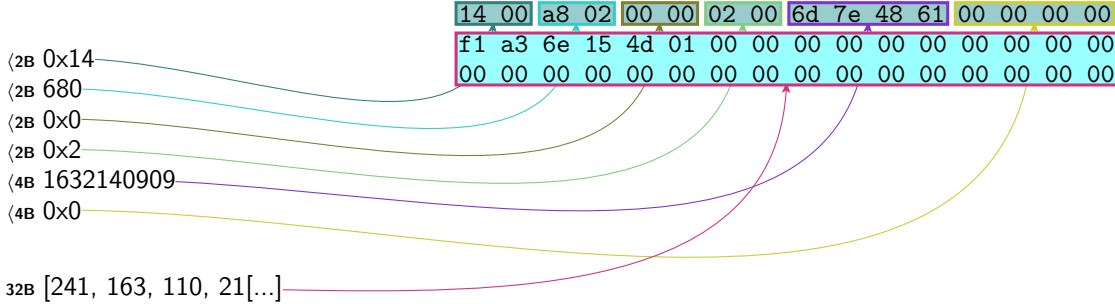 14 00 a8 02 00 00 02 00 6d 7e 48 61 00 00 00 00
f1 a3 6e 15 4d 01 00 00 00 00 00 00 00 00 00 00
00 00 00 00 00 00 00 00 00 00 00 00 00 00 00 00
⟨2B 0x14
⟨2B 680
⟨2B 0x0
⟨2B 0x2
⟨4B 1632140909
⟨4B 0x0
32B [241, 163, 110, 21[...]